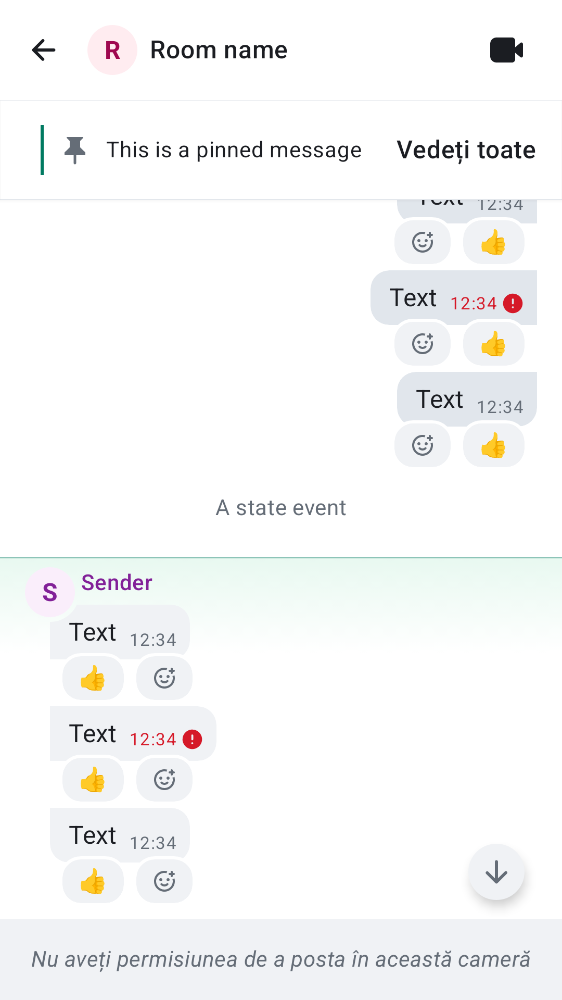 R Room name
This is a pinned message Vedeți toate
Text 12:34
Text 12:34
Text 12:34
A state event
S Sender
Text 12:34
Text 12:34
Text 12:34
Nu aveți permisiunea de a posta în această cameră